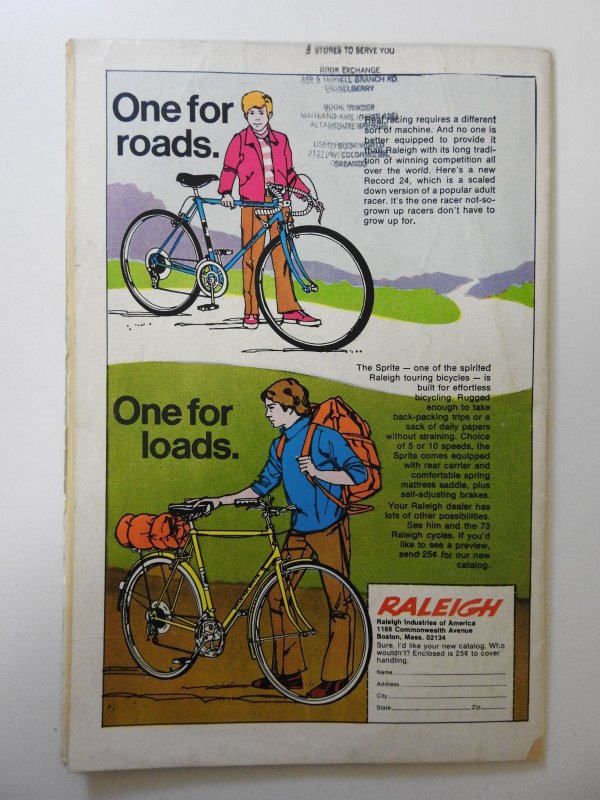 3 STORES TO SERVE YOU
BOOK EXCHANGE
BRANCH RD.
BOOK TRADER
ALTAMONTE SPRINGS
ORLANDO
One for
roads.
Real racing requires a different
sort of machine. And no one is
better equipped to provide it
than Raleigh with its long tradi-
tion of winning competition all
over the world. Here's a new
Record 24, which is a scaled
down version of a popular adult
racer. It's the one racer not-so-
grown up racers don't have to
grow up for.
The Sprite — one of the spirited
Raleigh touring bicycles — is
built for effortless
bicycling. Rugged
enough to take
back-packing trips or a
sack of daily papers
without straining. Choice
of 5 or 10 speeds, the
Sprite comes equipped
with rear carrier and
comfortable spring
mattress saddle, plus
self-adjusting brakes.
Your Raleigh dealer has
lots of other possibilities.
See him and the 73
Raleigh cycles. If you'd
like to see a preview,
send 25¢ for our new
catalog.
One for
loads.
RALEIGH
Raleigh Industries of America
1168 Commonwealth Avenue
Boston, Mass. 02134
Sure, I'd like your new catalog. Who
wouldn't? Enclosed is 25¢ to cover
handling.
Name
Address
City
State Zip